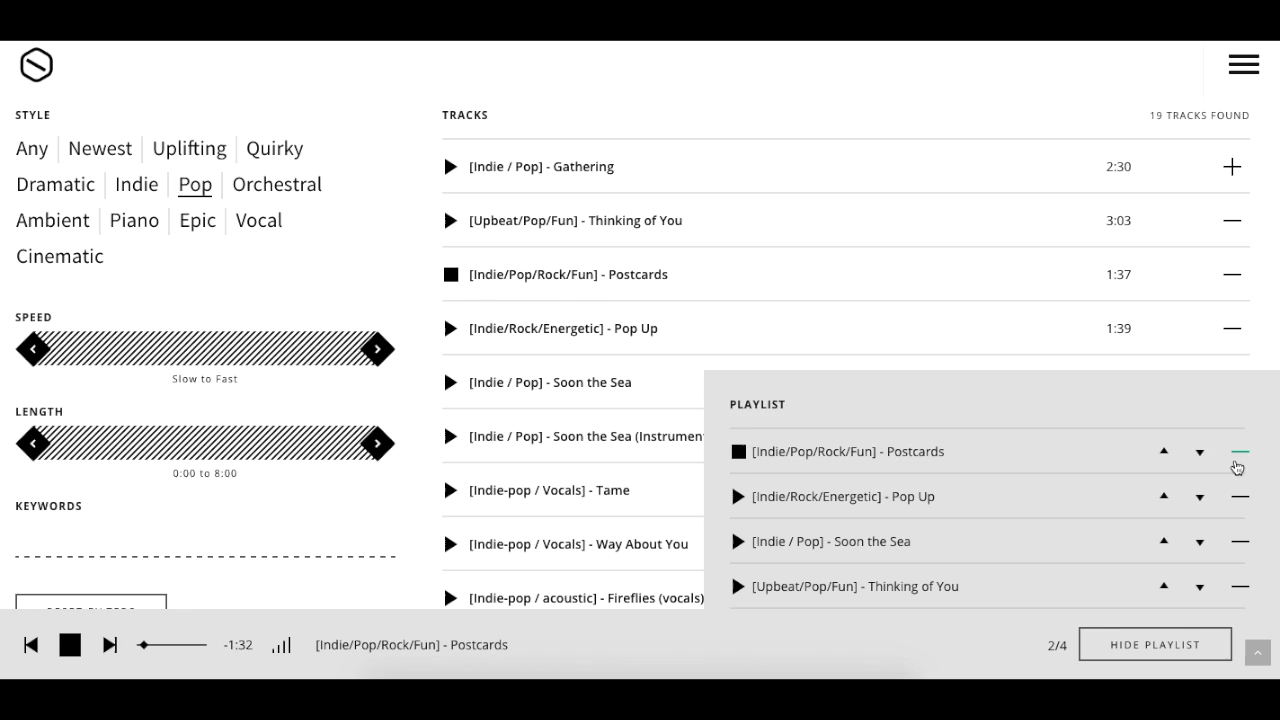 STYLE
Any Newest Uplifting Quirky
Dramatic Indie Pop Orchestral
Ambient Piano Epic Vocal
Cinematic
SPEED
Slow to Fast
LENGTH
0:00 to 8:00
KEYWORDS
TRACKS 19 TRACKS FOUND
[Indie / Pop] - Gathering 2:30
[Upbeat/Pop/Fun] - Thinking of You 3:03
[Indie/Pop/Rock/Fun] - Postcards 1:37
[Indie/Rock/Energetic] - Pop Up 1:39
[Indie / Pop] - Soon the Sea
[Indie / Pop] - Soon the Sea (Instrumen
[Indie-pop / Vocals] - Tame
[Indie-pop / Vocals] - Way About You
[Indie-pop / acoustic] - Fireflies (vocals)
PLAYLIST
[Indie/Pop/Rock/Fun] - Postcards
[Indie/Rock/Energetic] - Pop Up
[Indie / Pop] - Soon the Sea
[Upbeat/Pop/Fun] - Thinking of You
-1:32 [Indie/Pop/Rock/Fun] - Postcards 2/4 HIDE PLAYLIST